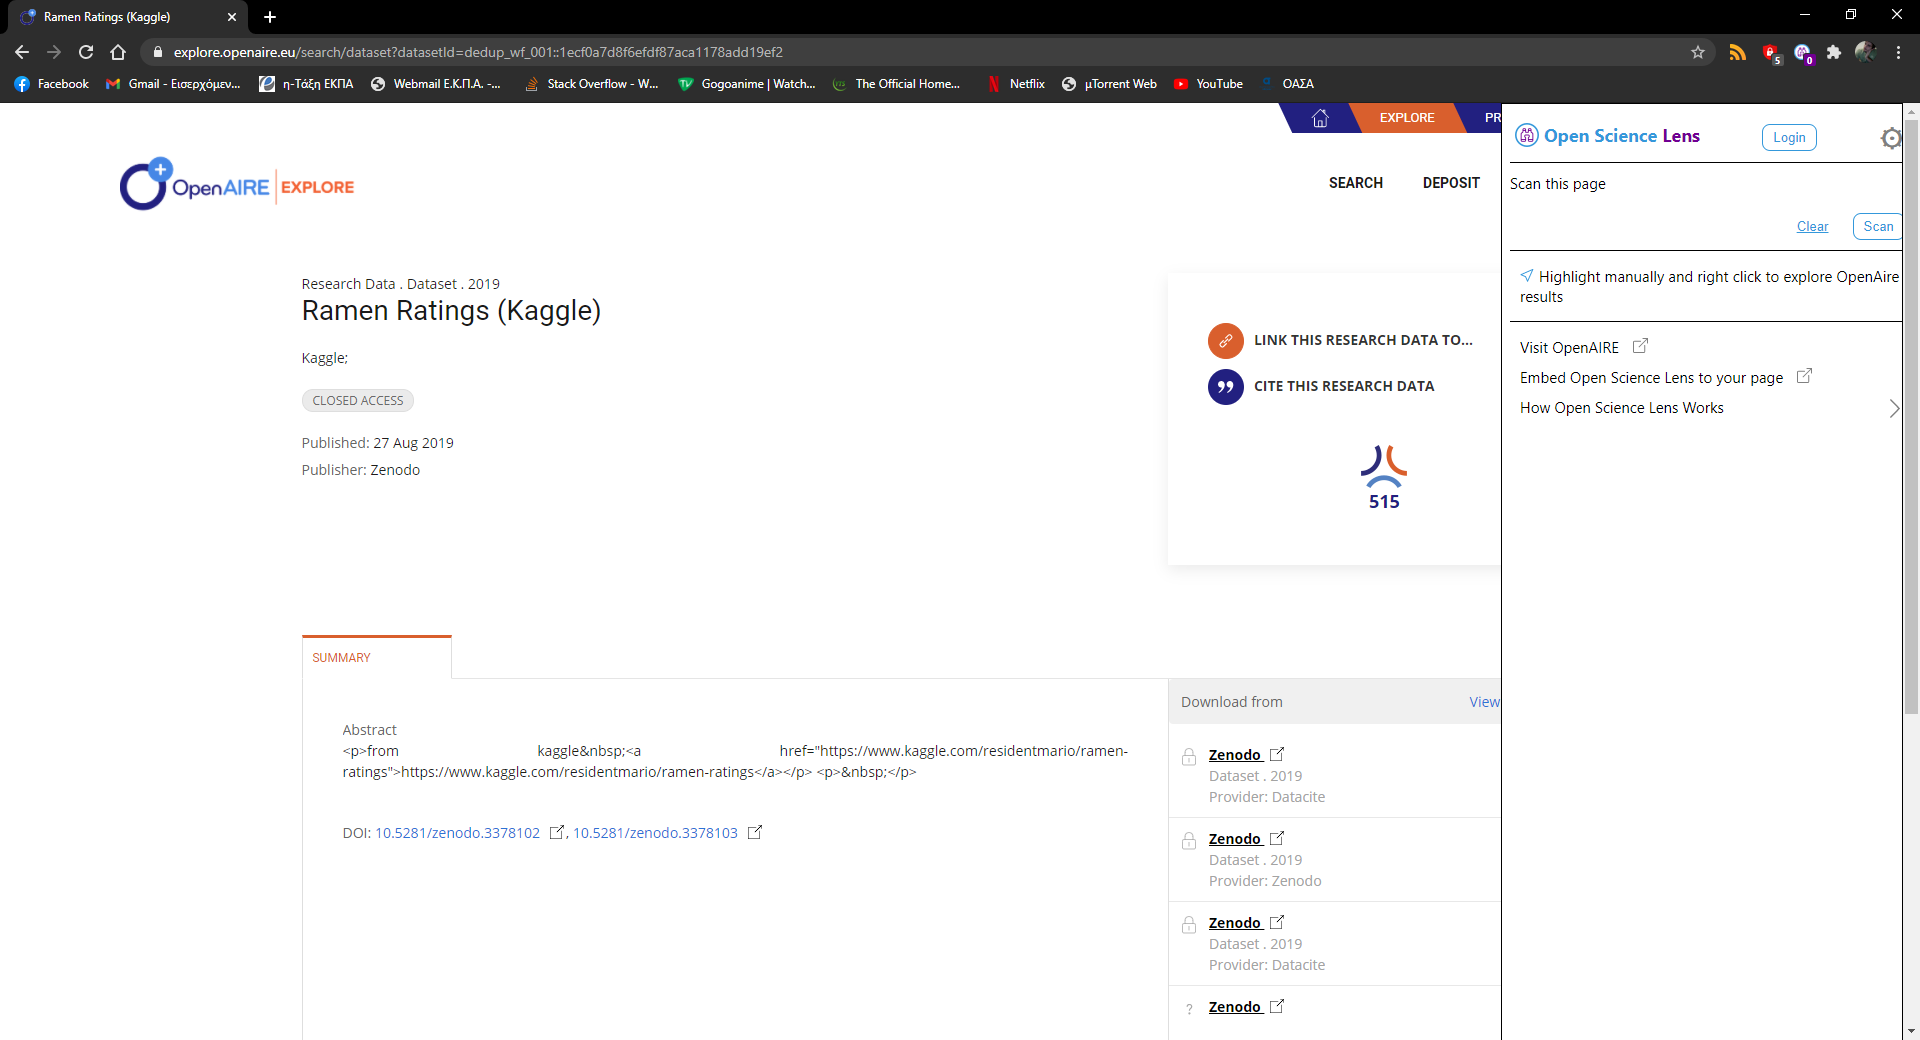 Ramen Ratings (Kaggle)
explore.openaire.eu/search/dataset?datasetId=dedup_wf_001::1ecf0a7d8f6efdf87aca1178add19ef2
5
0
Facebook
Gmail - Εισερχόμεν...
η-Τάξη ΕΚΠΑ
Webmail Ε.Κ.Π.Α. -...
Stack Overflow - W...
Gogoanime | Watch...
The Official Home...
Netflix
µTorrent Web
YouTube
ΟΑΣΑ
EXPLORE
PR
OpenAIRE | EXPLORE
SEARCH
DEPOSIT
Open Science Lens
Login
Scan this page
Clear
Scan
Highlight manually and right click to explore OpenAire
results
Visit OpenAIRE
Embed Open Science Lens to your page
How Open Science Lens Works
Research Data . Dataset . 2019
Ramen Ratings (Kaggle)
Kaggle;
CLOSED ACCESS
Published: 27 Aug 2019
Publisher: Zenodo
LINK THIS RESEARCH DATA TO...
CITE THIS RESEARCH DATA
515
SUMMARY
Abstract
<p>from kaggle&nbsp;<a href="https://www.kaggle.com/residentmario/ramen-
ratings">https://www.kaggle.com/residentmario/ramen-ratings</a></p> <p>&nbsp;</p>
DOI: 10.5281/zenodo.3378102 , 10.5281/zenodo.3378103
Download from
View
Zenodo
Dataset . 2019
Provider: Datacite
Zenodo
Dataset . 2019
Provider: Zenodo
Zenodo
Dataset . 2019
Provider: Datacite
? Zenodo